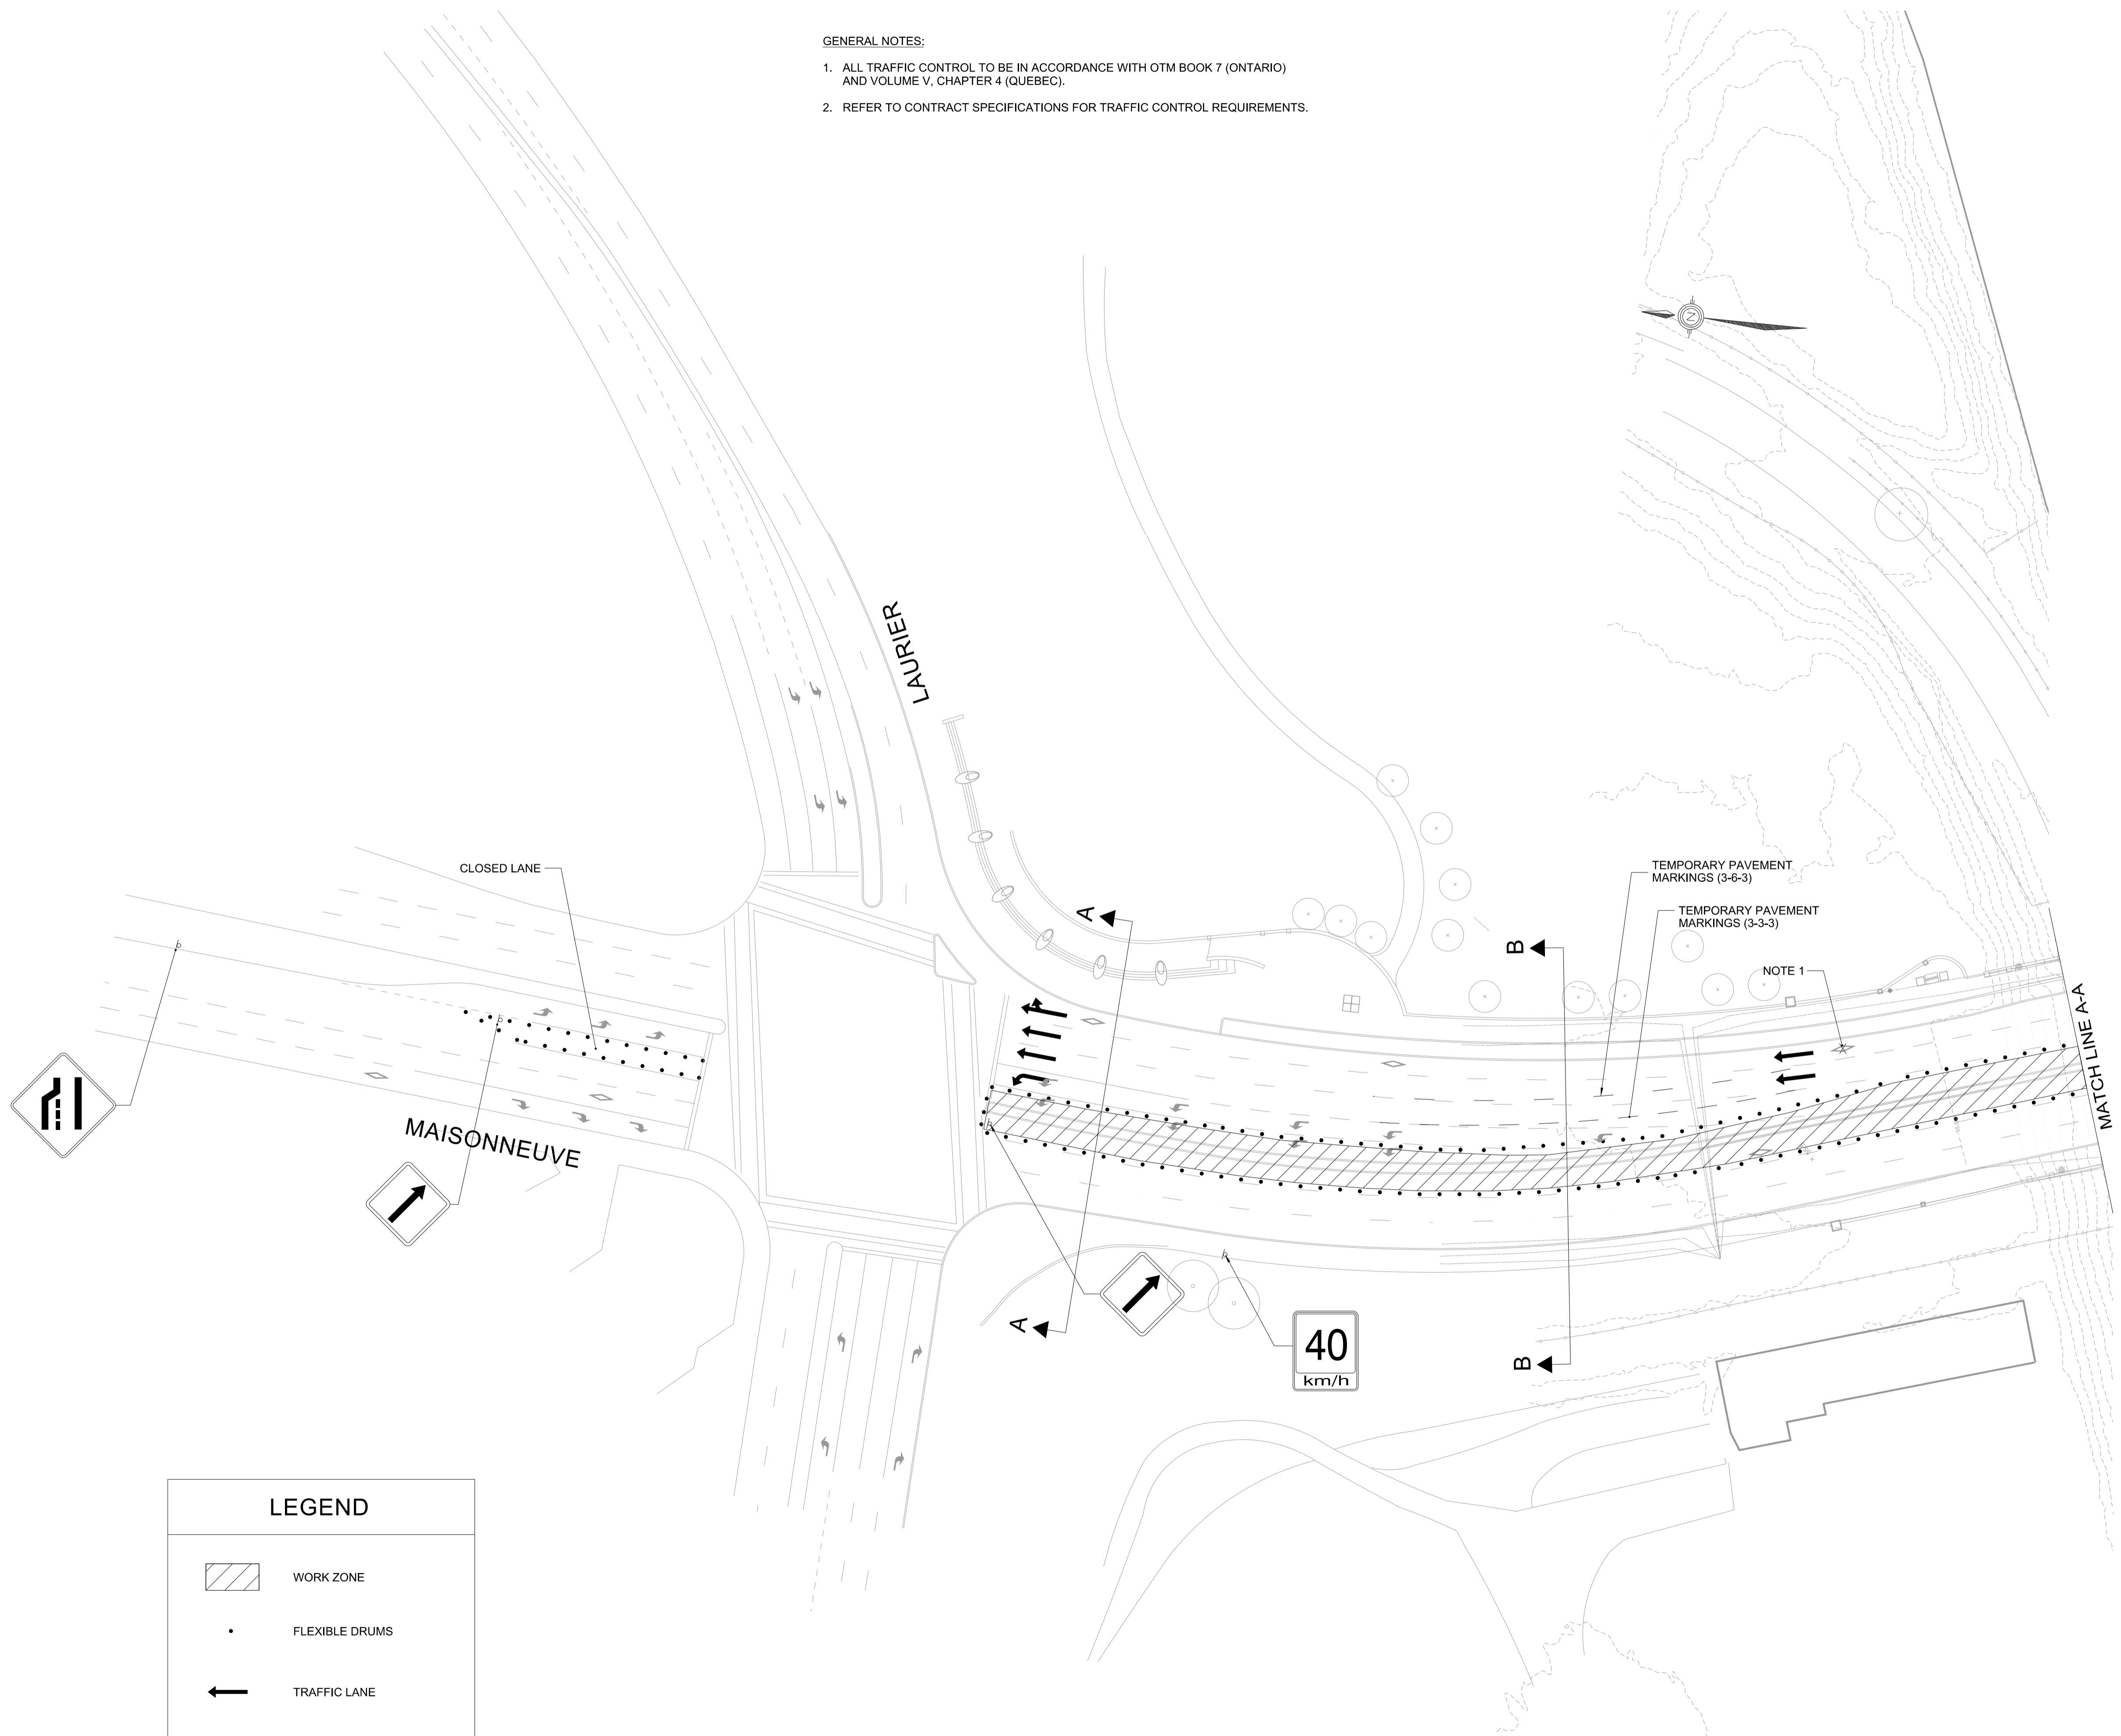 GENERAL NOTES:
1. ALL TRAFFIC CONTROL TO BE IN ACCORDANCE WITH OTM BOOK 7 (ONTARIO)
AND VOLUME V, CHAPTER 4 (QUEBEC).
2. REFER TO CONTRACT SPECIFICATIONS FOR TRAFFIC CONTROL REQUIREMENTS.
N
LAURIER
CLOSED LANE
TEMPORARY PAVEMENT
MARKINGS (3-6-3)
TEMPORARY PAVEMENT
MARKINGS (3-3-3)
NOTE 1
A
B
MATCH LINE A-A
MAISONNEUVE
A
B
40
km/h
LEGEND
WORK ZONE
FLEXIBLE DRUMS
TRAFFIC LANE